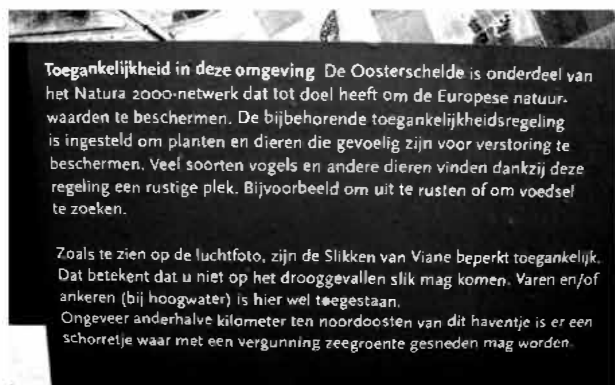 Toegankelijkheid in deze omgeving De Oosterschelde is onderdeel van
het Natura 2000-netwerk dat tot doel heeft om de Europese natuur-
waarden te beschermen. De bijbehorende toegankelijkheidsregeling
is ingesteld om planten en dieren die gevoelig zijn voor verstoring te
beschermen. Veel soorten vogels en andere dieren vinden dankzij deze
regeling een rustige plek. Bijvoorbeeld om uit te rusten of om voedsel
te zoeken.
Zoals te zien op de luchtfoto, zijn de Slikken van Viane beperkt toegankelijk.
Dat betekent dat u niet op het drooggevallen slik mag komen. Varen en/of
ankeren (bij hoogwater) is hier wel toegestaan.
Ongeveer anderhalve kilometer ten noordoosten van dit haventje is er een
schorretje waar met een vergunning zeegroente gesneden mag worden.